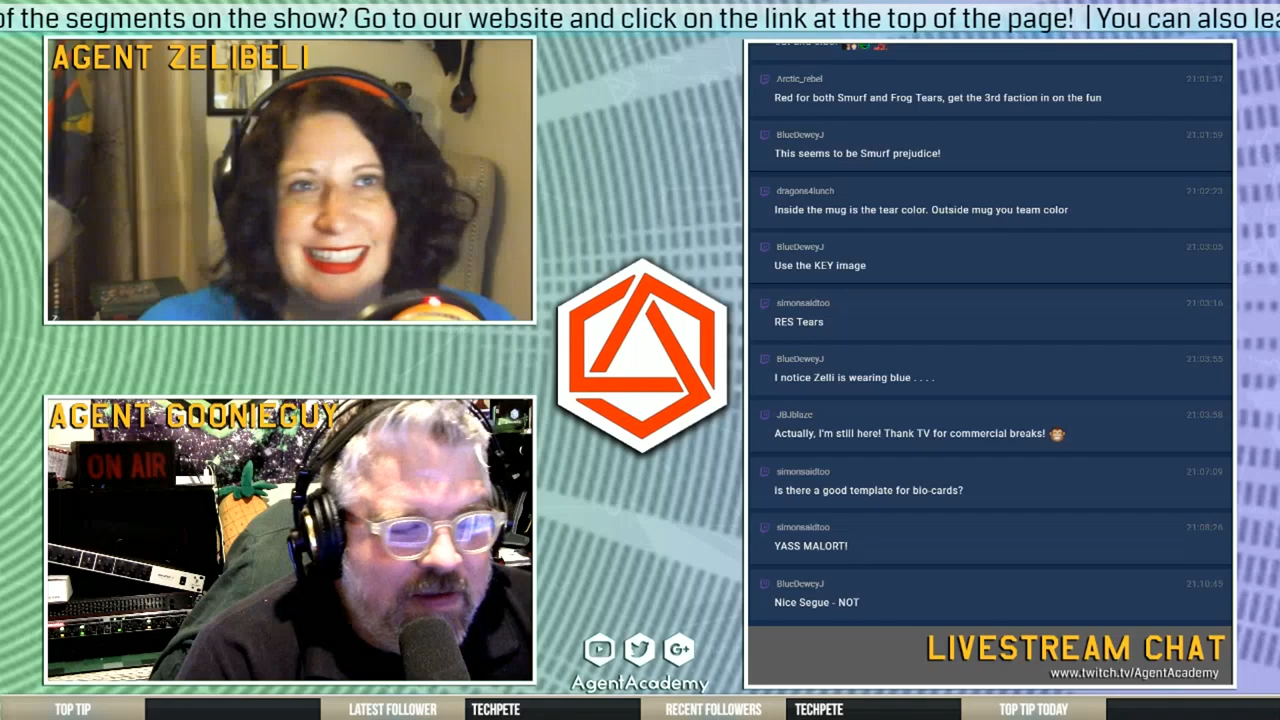 of the segments on the show? Go to our website and click on the link at the top of the page! | You can also lea
AGENT ZELIBELI
AGENT GOONIEGUY
ON AIR
Arctic_rebel 21:01:37
Red for both Smurf and Frog Tears, get the 3rd faction in on the fun
BlueDeweyJ 21:01:59
This seems to be Smurf prejudice!
dragons4lunch 21:02:23
Inside the mug is the tear color. Outside mug you team color
BlueDeweyJ 21:03:05
Use the KEY image
simonsaidtoo 21:03:16
RES Tears
BlueDeweyJ 21:03:55
I notice Zelli is wearing blue . . . .
JBJblaze 21:03:58
Actually, I'm still here! Thank TV for commercial breaks!
simonsaidtoo 21:07:09
Is there a good template for bio-cards?
simonsaidtoo 21:08:26
YASS MALORT!
BlueDeweyJ 21:10:45
Nice Segue - NOT
LIVESTREAM CHAT
www.twitch.tv/AgentAcademy
G+
AgentAcademy
TOP TIP
LATEST FOLLOWER TECHPETE
RECENT FOLLOWERS TECHPETE
TOP TIP TODAY